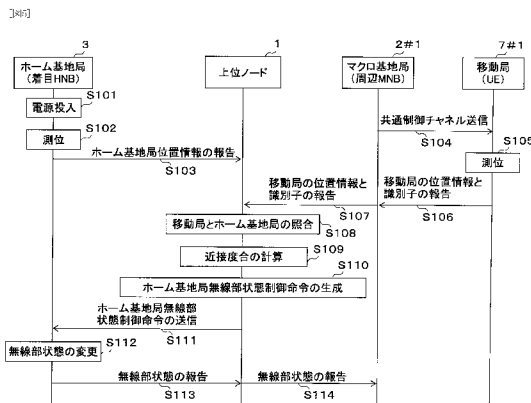 [図5]
3
1
2#1
7#1
ホーム基地局
(着目HNB)
上位ノード
マクロ基地局
(周辺MNB)
移動局
(UE)
電源投入
S101
測位
S102
共通制御チャネル送信
S104
測位
S105
ホーム基地局位置情報の報告
S103
移動局の位置情報と
識別子の報告
S107
移動局の位置情報と
識別子の報告
S106
移動局とホーム基地局の照合
S108
近接度合の計算
S109
ホーム基地局無線部状態制御命令の生成
S110
ホーム基地局無線部
状態制御命令の送信
S111
無線部状態の変更
S112
無線部状態の報告
S113
無線部状態の報告
S114